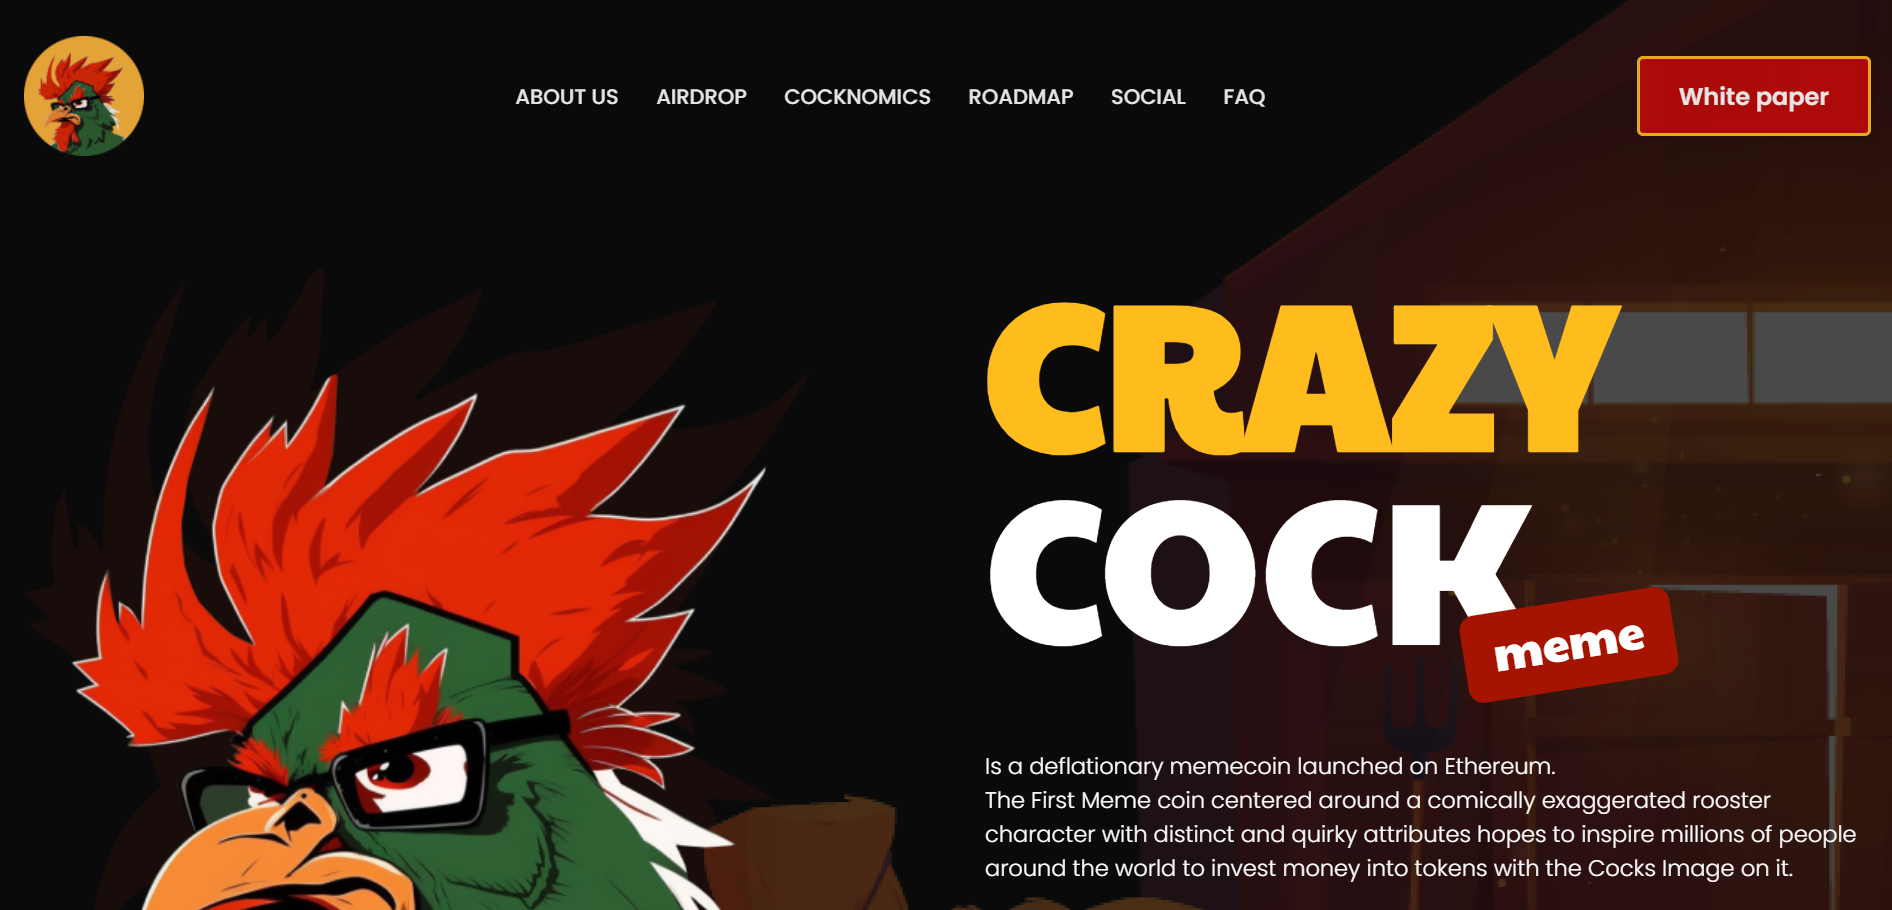 ABOUT US AIRDROP COCKNOMICS ROADMAP SOCIAL FAQ White paper
CRAZY
COCK
meme
Is a deflationary memecoin launched on Ethereum.
The First Meme coin centered around a comically exaggerated rooster
character with distinct and quirky attributes hopes to inspire millions of people
around the world to invest money into tokens with the Cocks Image on it.